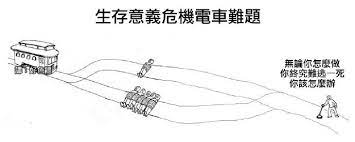 生存意義危機電車難題
無論你怎麼做
你終究難逃一死
你該怎麼辦